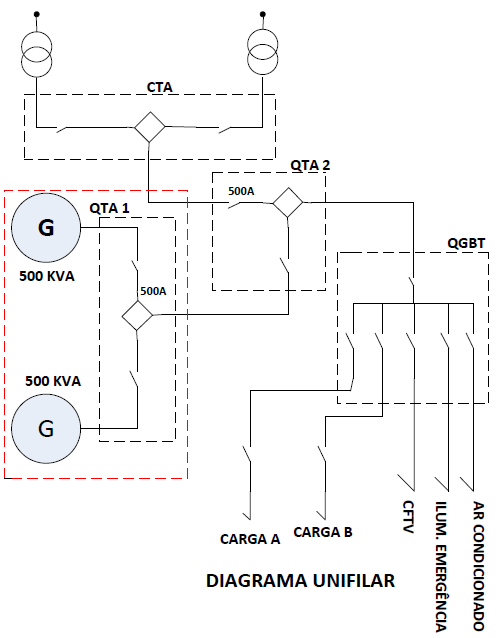 CTA
QTA 2
500A
QTA 1
G
500 KVA
500A
QGBT
500 KVA
G
CARGA A
CARGA B
CFTV
ILUM. EMERGÊNCIA
AR CONDICIONADO
DIAGRAMA UNIFILAR